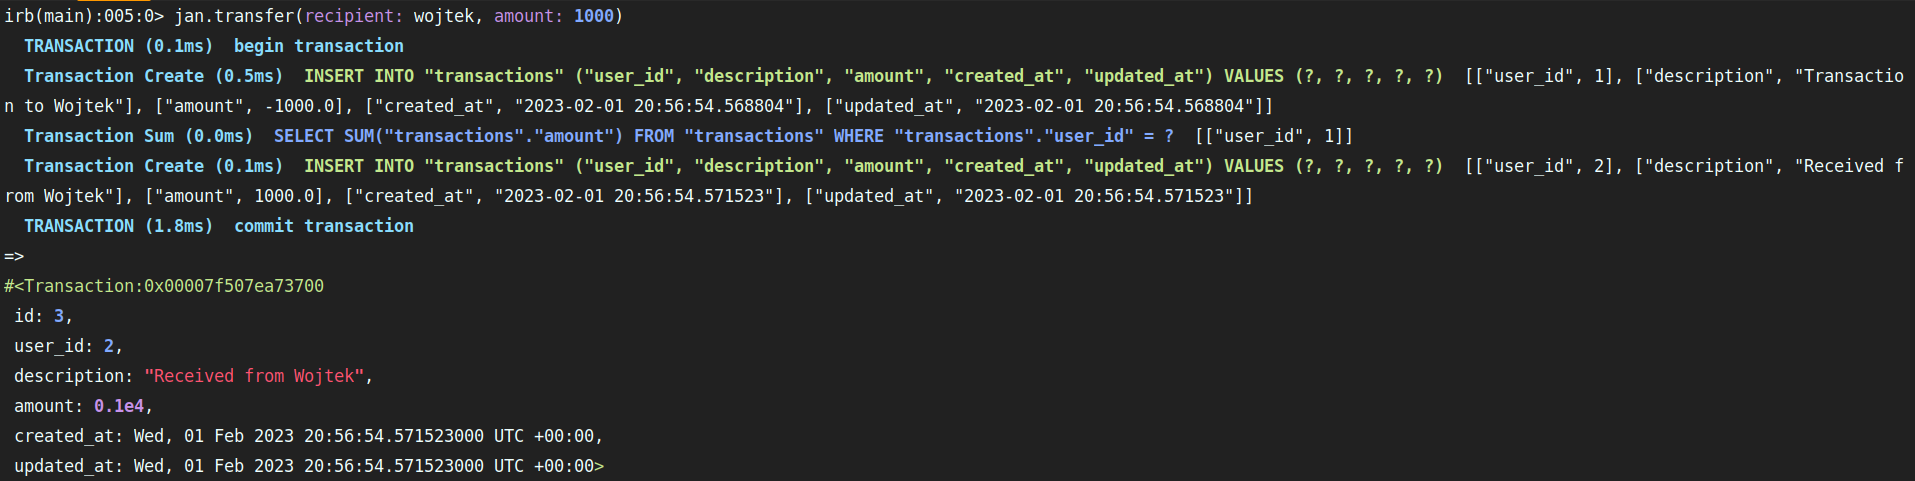 irb(main):005:0> jan.transfer(recipient: wojtek, amount: 1000)
  TRANSACTION (0.1ms)  begin transaction
  Transaction Create (0.5ms)  INSERT INTO "transactions" ("user_id", "description", "amount", "created_at", "updated_at") VALUES (?, ?, ?, ?, ?)  [["user_id", 1], ["description", "Transactio
n to Wojtek"], ["amount", -1000.0], ["created_at", "2023-02-01 20:56:54.568804"], ["updated_at", "2023-02-01 20:56:54.568804"]]
  Transaction Sum (0.0ms)  SELECT SUM("transactions"."amount") FROM "transactions" WHERE "transactions"."user_id" = ?  [["user_id", 1]]
  Transaction Create (0.1ms)  INSERT INTO "transactions" ("user_id", "description", "amount", "created_at", "updated_at") VALUES (?, ?, ?, ?, ?)  [["user_id", 2], ["description", "Received f
rom Wojtek"], ["amount", 1000.0], ["created_at", "2023-02-01 20:56:54.571523"], ["updated_at", "2023-02-01 20:56:54.571523"]]
  TRANSACTION (1.8ms)  commit transaction
=>
#<Transaction:0x00007f507ea73700
 id: 3,
 user_id: 2,
 description: "Received from Wojtek",
 amount: 0.1e4,
 created_at: Wed, 01 Feb 2023 20:56:54.571523000 UTC +00:00,
 updated_at: Wed, 01 Feb 2023 20:56:54.571523000 UTC +00:00>